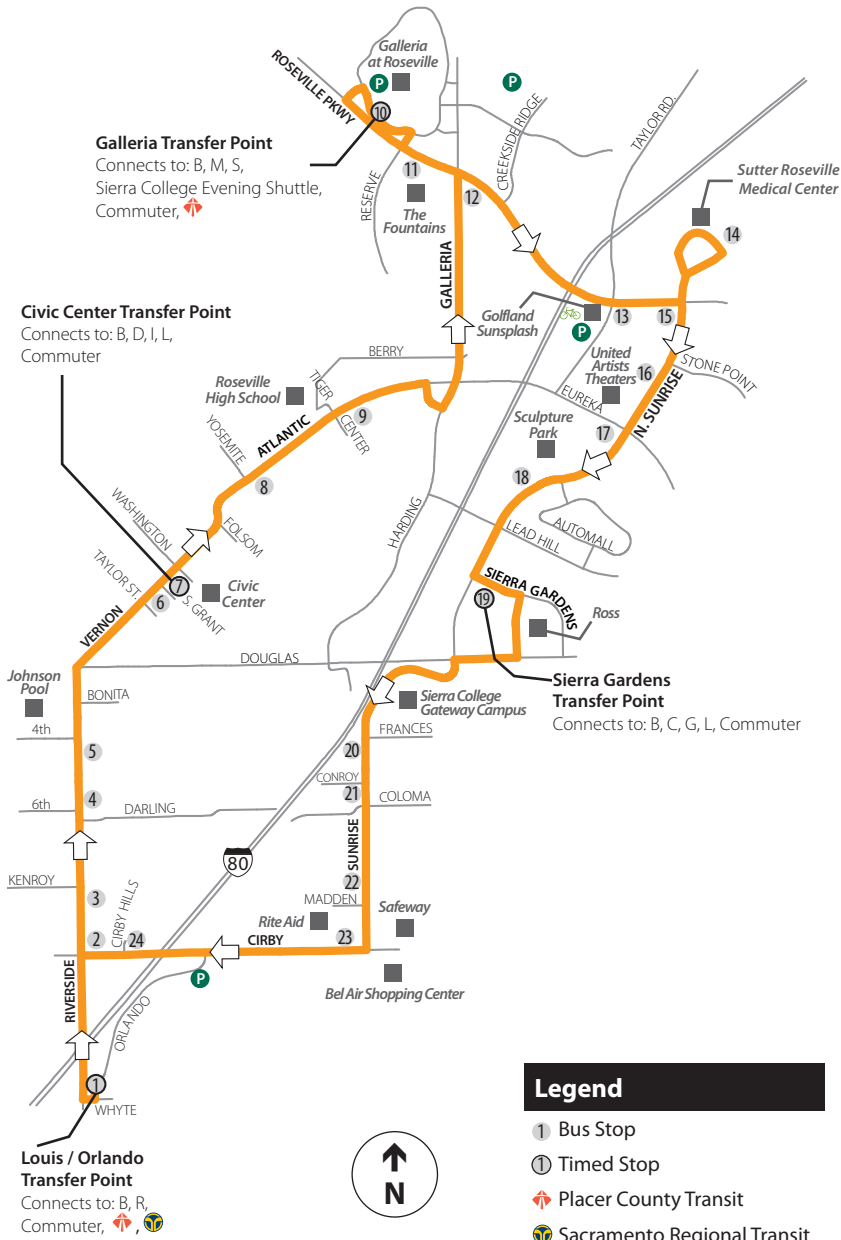 Galleria
at Roseville
P
P
ROSEVILLE PKWY
10
TAYLOR RD.
CREEKSIDE RIDGE
Galleria Transfer Point
Connects to: B, M, S,
Sierra College Evening Shuttle,
Commuter,
11
RESERVE
The
Fountains
12
Sutter Roseville
Medical Center
14
GALLERIA
Civic Center Transfer Point
Connects to: B, D, I, L,
Commuter
Golfland
Sunsplash
P
13
15
BERRY
United
Artists
Theaters
16
STONE POINT
Roseville
High School
TIGER
CENTER
9
EUREKA
N. SUNRISE
ATLANTIC
YOSEMITE
Sculpture
Park
17
8
18
WASHINGTON
FOLSOM
HARDING
LEAD HILL
AUTOMALL
TAYLOR ST.
7
6
S. GRANT
Civic
Center
SIERRA GARDENS
19
Ross
VERNON
DOUGLAS
Johnson
Pool
BONITA
Sierra College
Gateway Campus
Sierra Gardens
Transfer Point
Connects to: B, C, G, L, Commuter
4th
FRANCES
5
20
CONROY
6th
4
DARLING
21
COLOMA
80
SUNRISE
KENROY
22
3
MADDEN
Safeway
CIRBY HILLS
Rite Aid
2
24
CIRBY
23
P
Bel Air Shopping Center
RIVERSIDE
ORLANDO
1
WHYTE
Legend
1 Bus Stop
1 Timed Stop
Placer County Transit
Sacramento Regional Transit
N
Louis / Orlando
Transfer Point
Connects to: B, R,
Commuter, ,